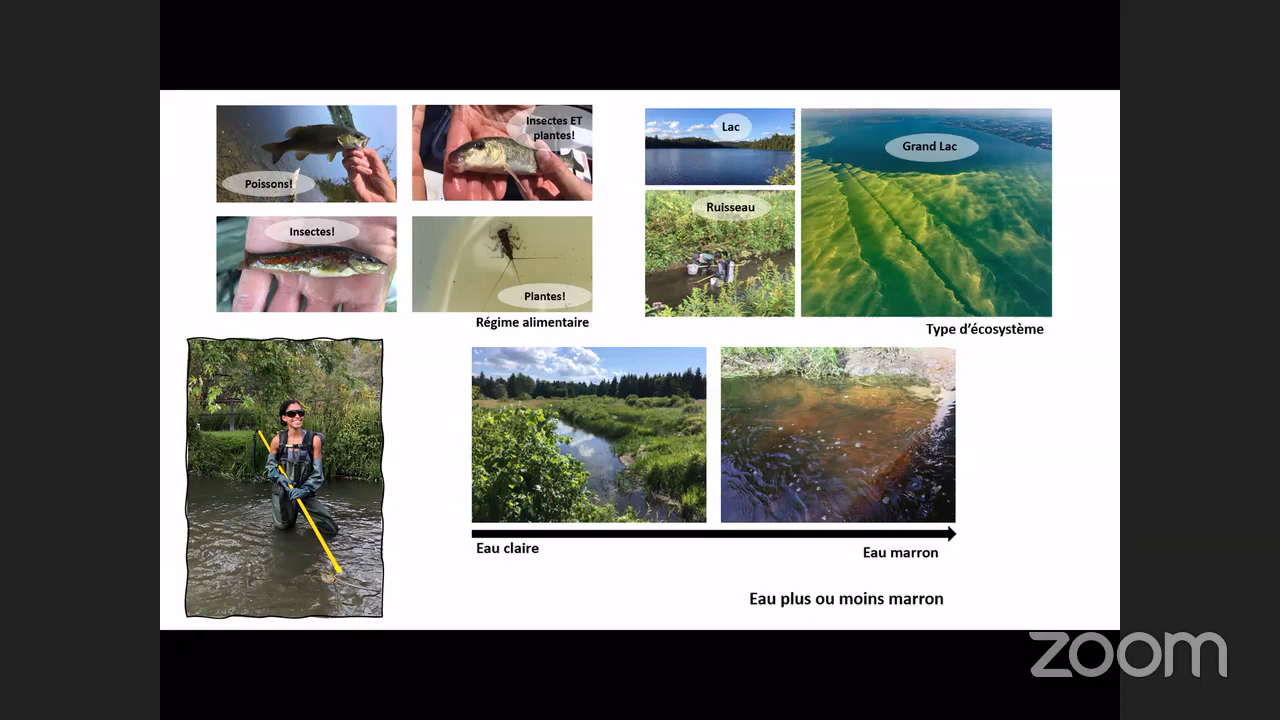 Poissons!
Insectes ET
plantes!
Insectes!
Plantes!
Régime alimentaire
Lac
Grand Lac
Ruisseau
Type d'écosystème
Eau claire
Eau marron
Eau plus ou moins marron
zoom